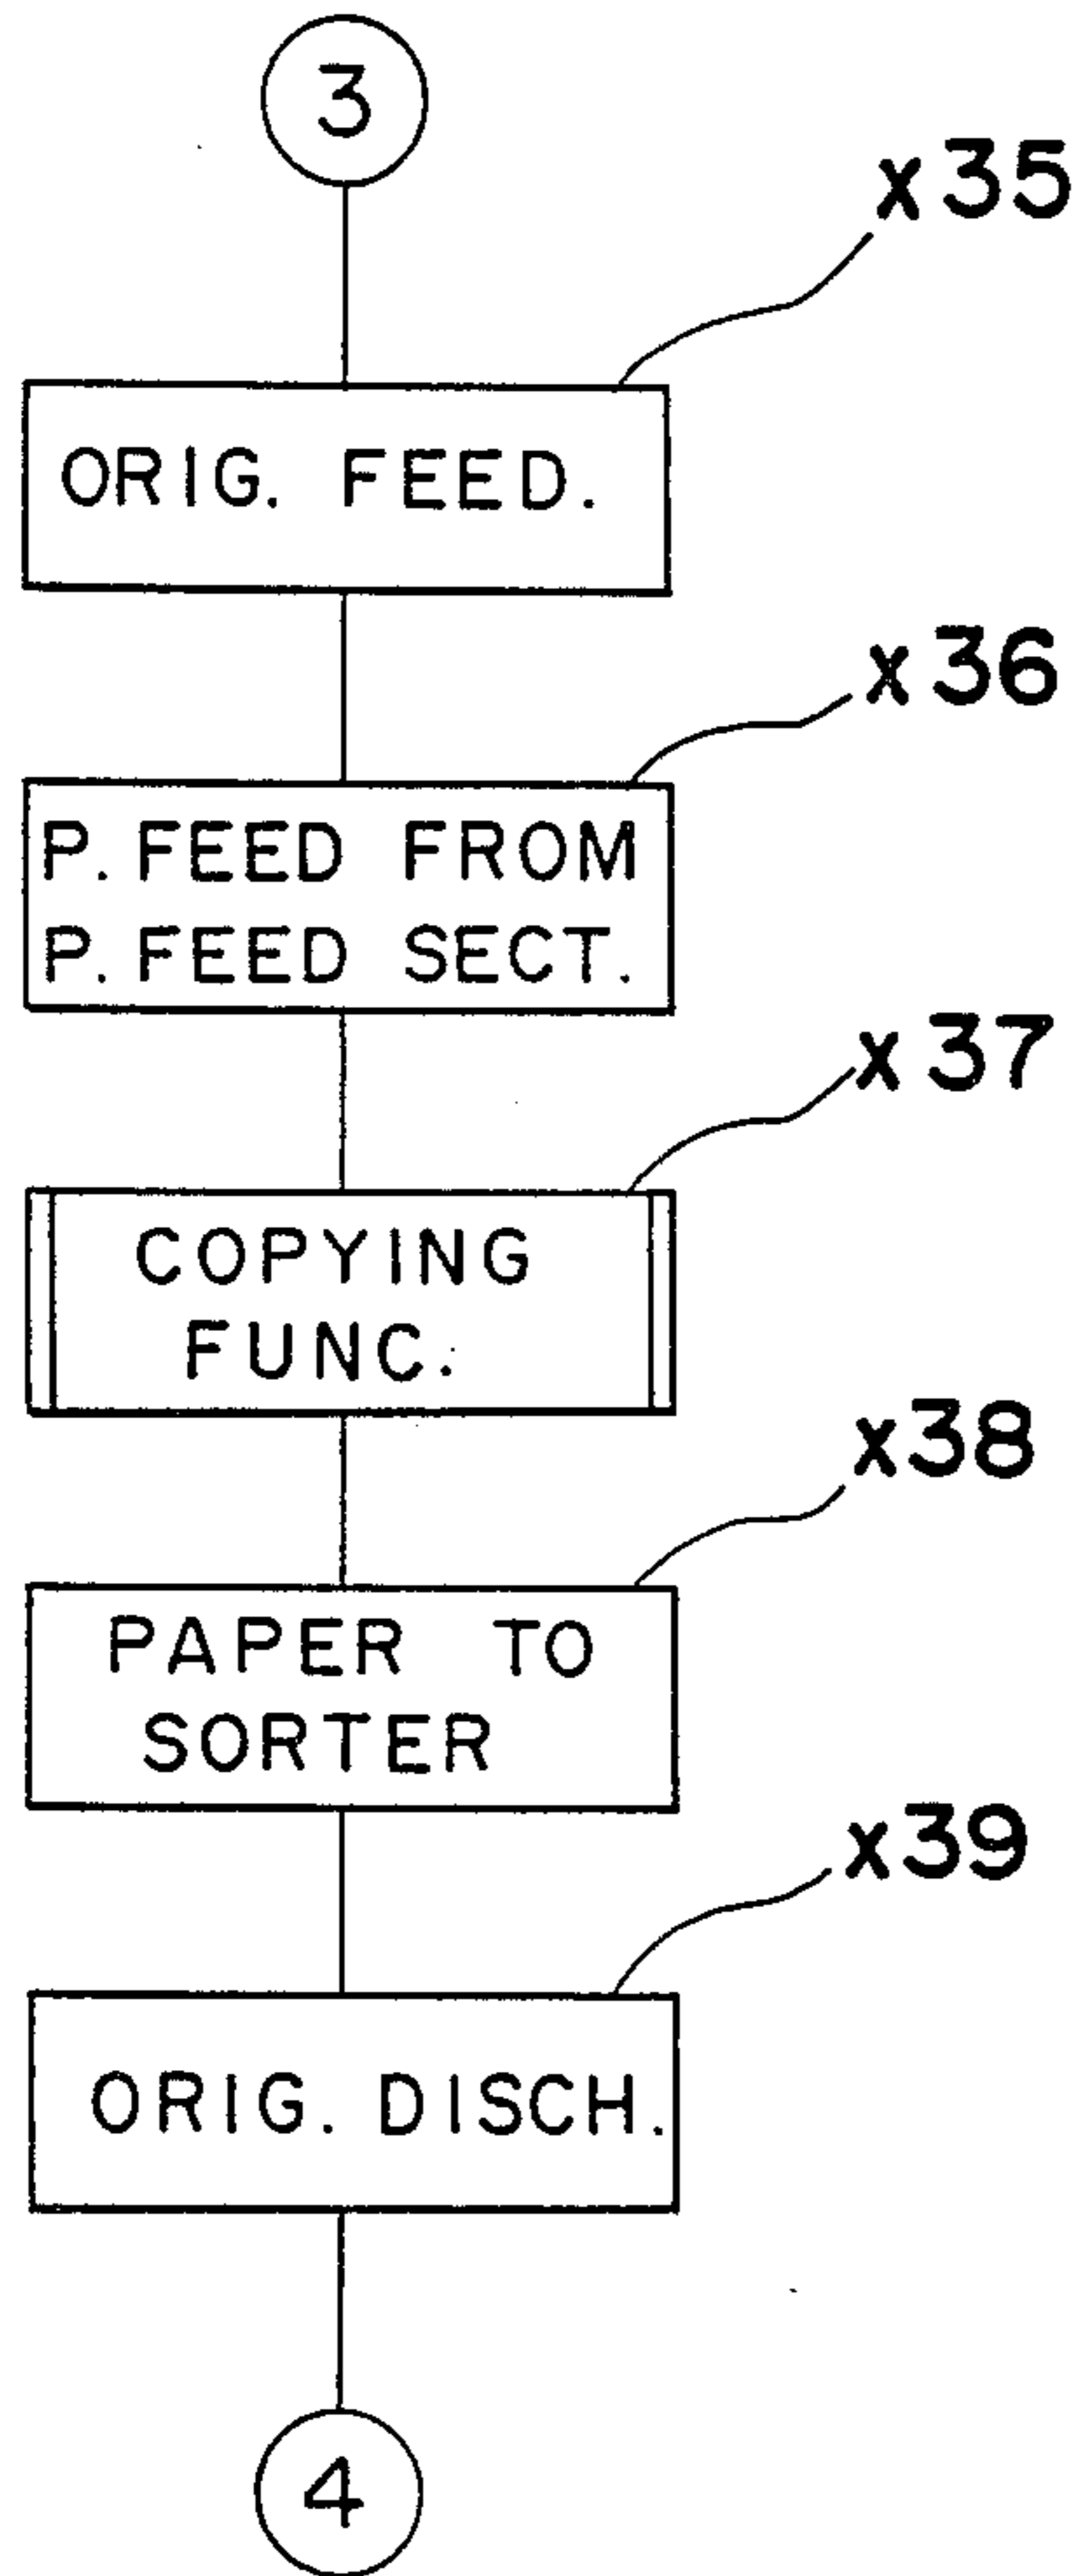 3
x35
ORIG. FEED.
x36
P. FEED FROM
P. FEED SECT.
x37
COPYING
FUNC.
x38
PAPER TO
SORTER
x39
ORIG. DISCH.
4